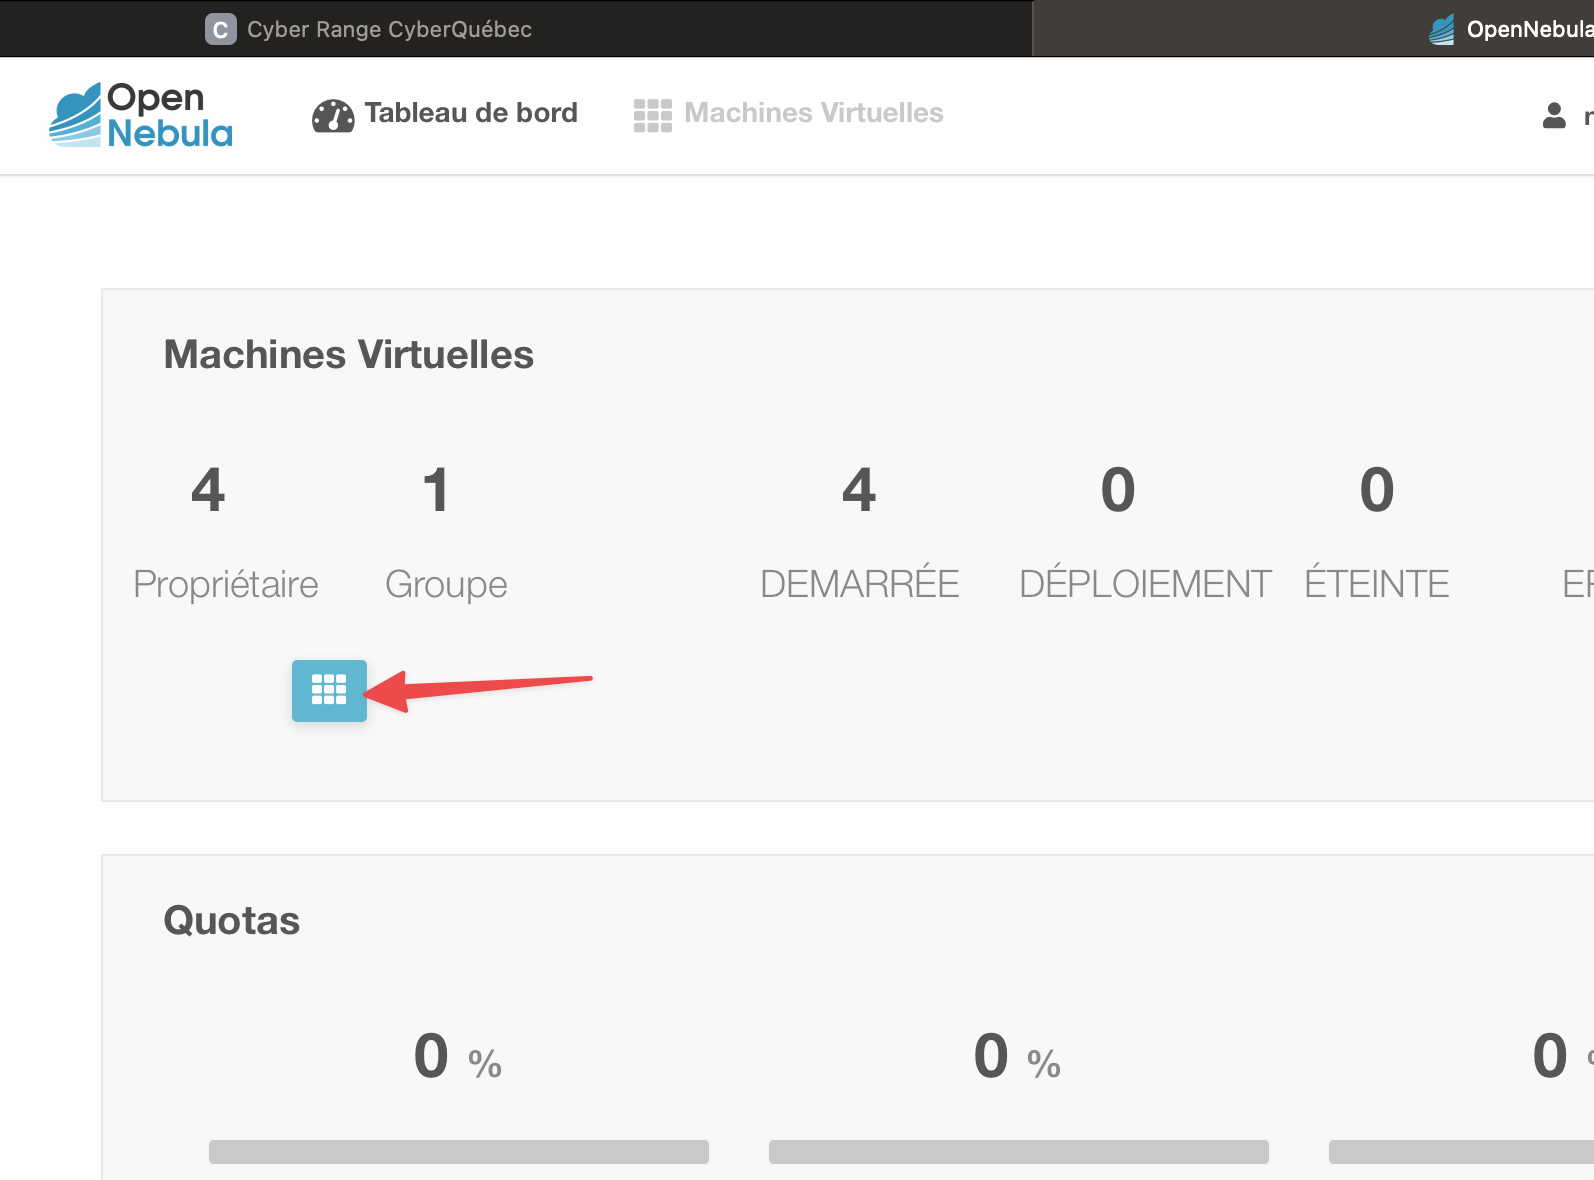 C Cyber Range CyberQuébec
OpenNebula
Open
Nebula
Tableau de bord
Machines Virtuelles
Machines Virtuelles
4 1 4 0 0
Propriétaire Groupe DEMARRÉE DÉPLOIEMENT ÉTEINTE
Quotas
0 % 0 % 0